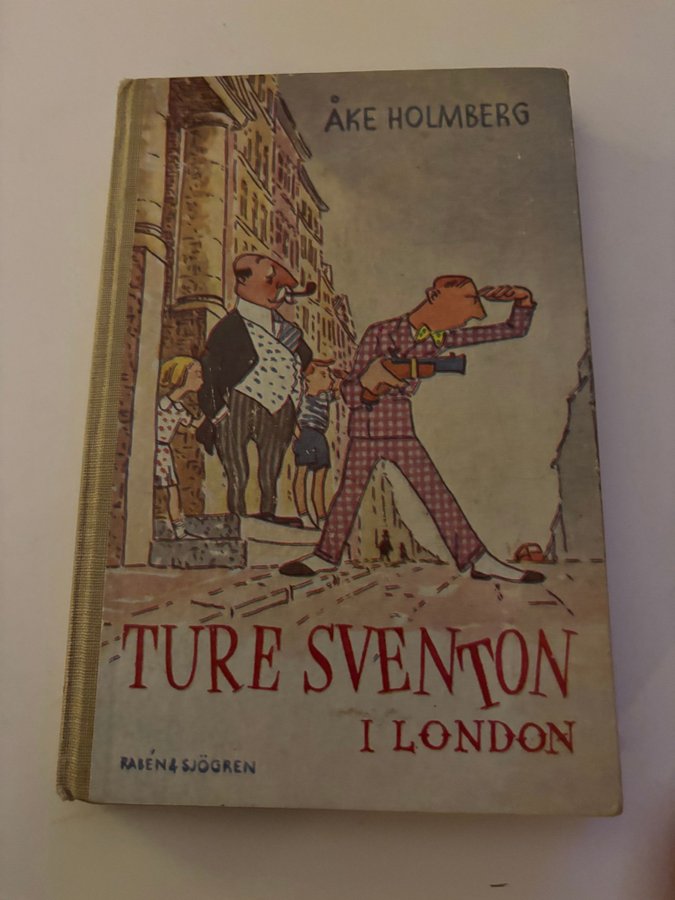 ÅKE HOLMBERG
TURE SVENTON
I LONDON
RABÉN & SJÖGREN